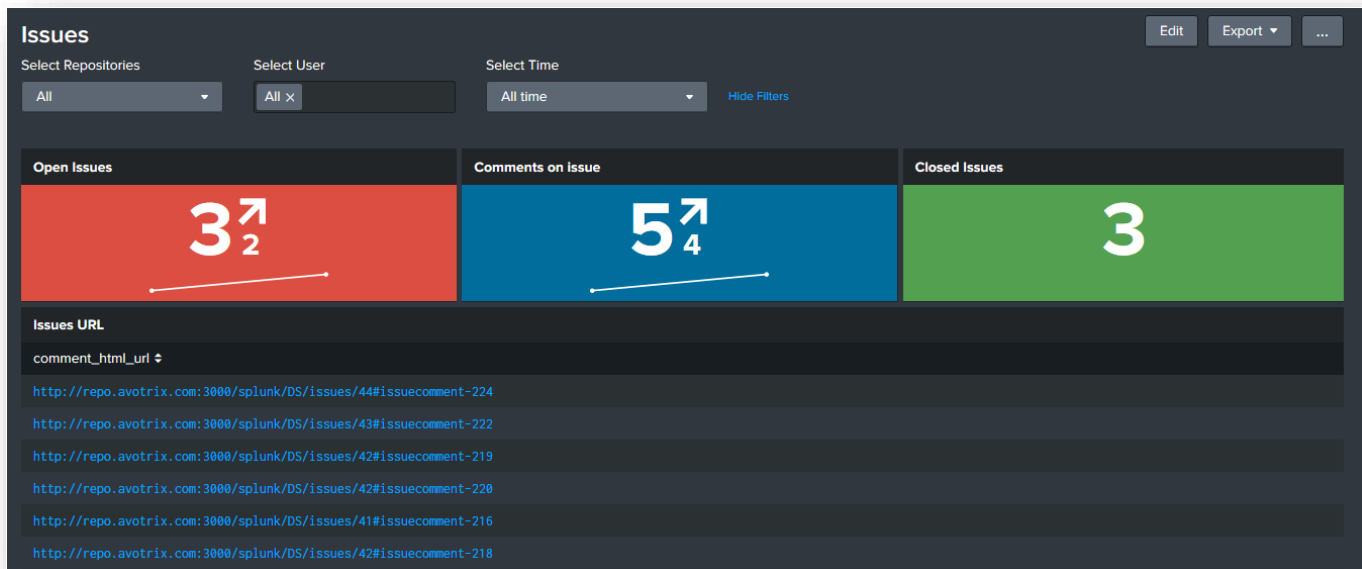 Issues
Edit Export ...
Select Repositories Select User Select Time
All All × All time Hide Filters
Open Issues Comments on issue Closed Issues
3 2 5 4 3
Issues URL
comment_html_url
http://repo.avotrix.com:3000/splunk/DS/issues/44#issuecomment-224
http://repo.avotrix.com:3000/splunk/DS/issues/43#issuecomment-222
http://repo.avotrix.com:3000/splunk/DS/issues/42#issuecomment-219
http://repo.avotrix.com:3000/splunk/DS/issues/42#issuecomment-220
http://repo.avotrix.com:3000/splunk/DS/issues/41#issuecomment-216
http://repo.avotrix.com:3000/splunk/DS/issues/42#issuecomment-218